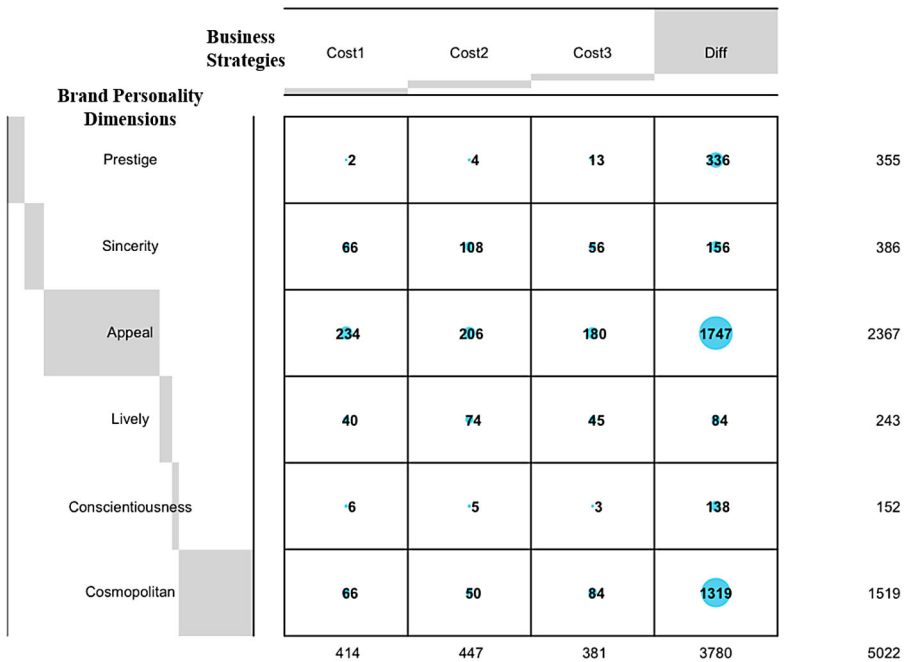 Business
Strategies
Cost1 Cost2 Cost3 Diff
Brand Personality
Dimensions
Prestige 2 4 13 336 355
Sincerity 66 108 56 156 386
Appeal 234 206 180 1747 2367
Lively 40 74 45 84 243
Conscientiousness 6 5 3 138 152
Cosmopolitan 66 50 84 1319 1519
414 447 381 3780 5022